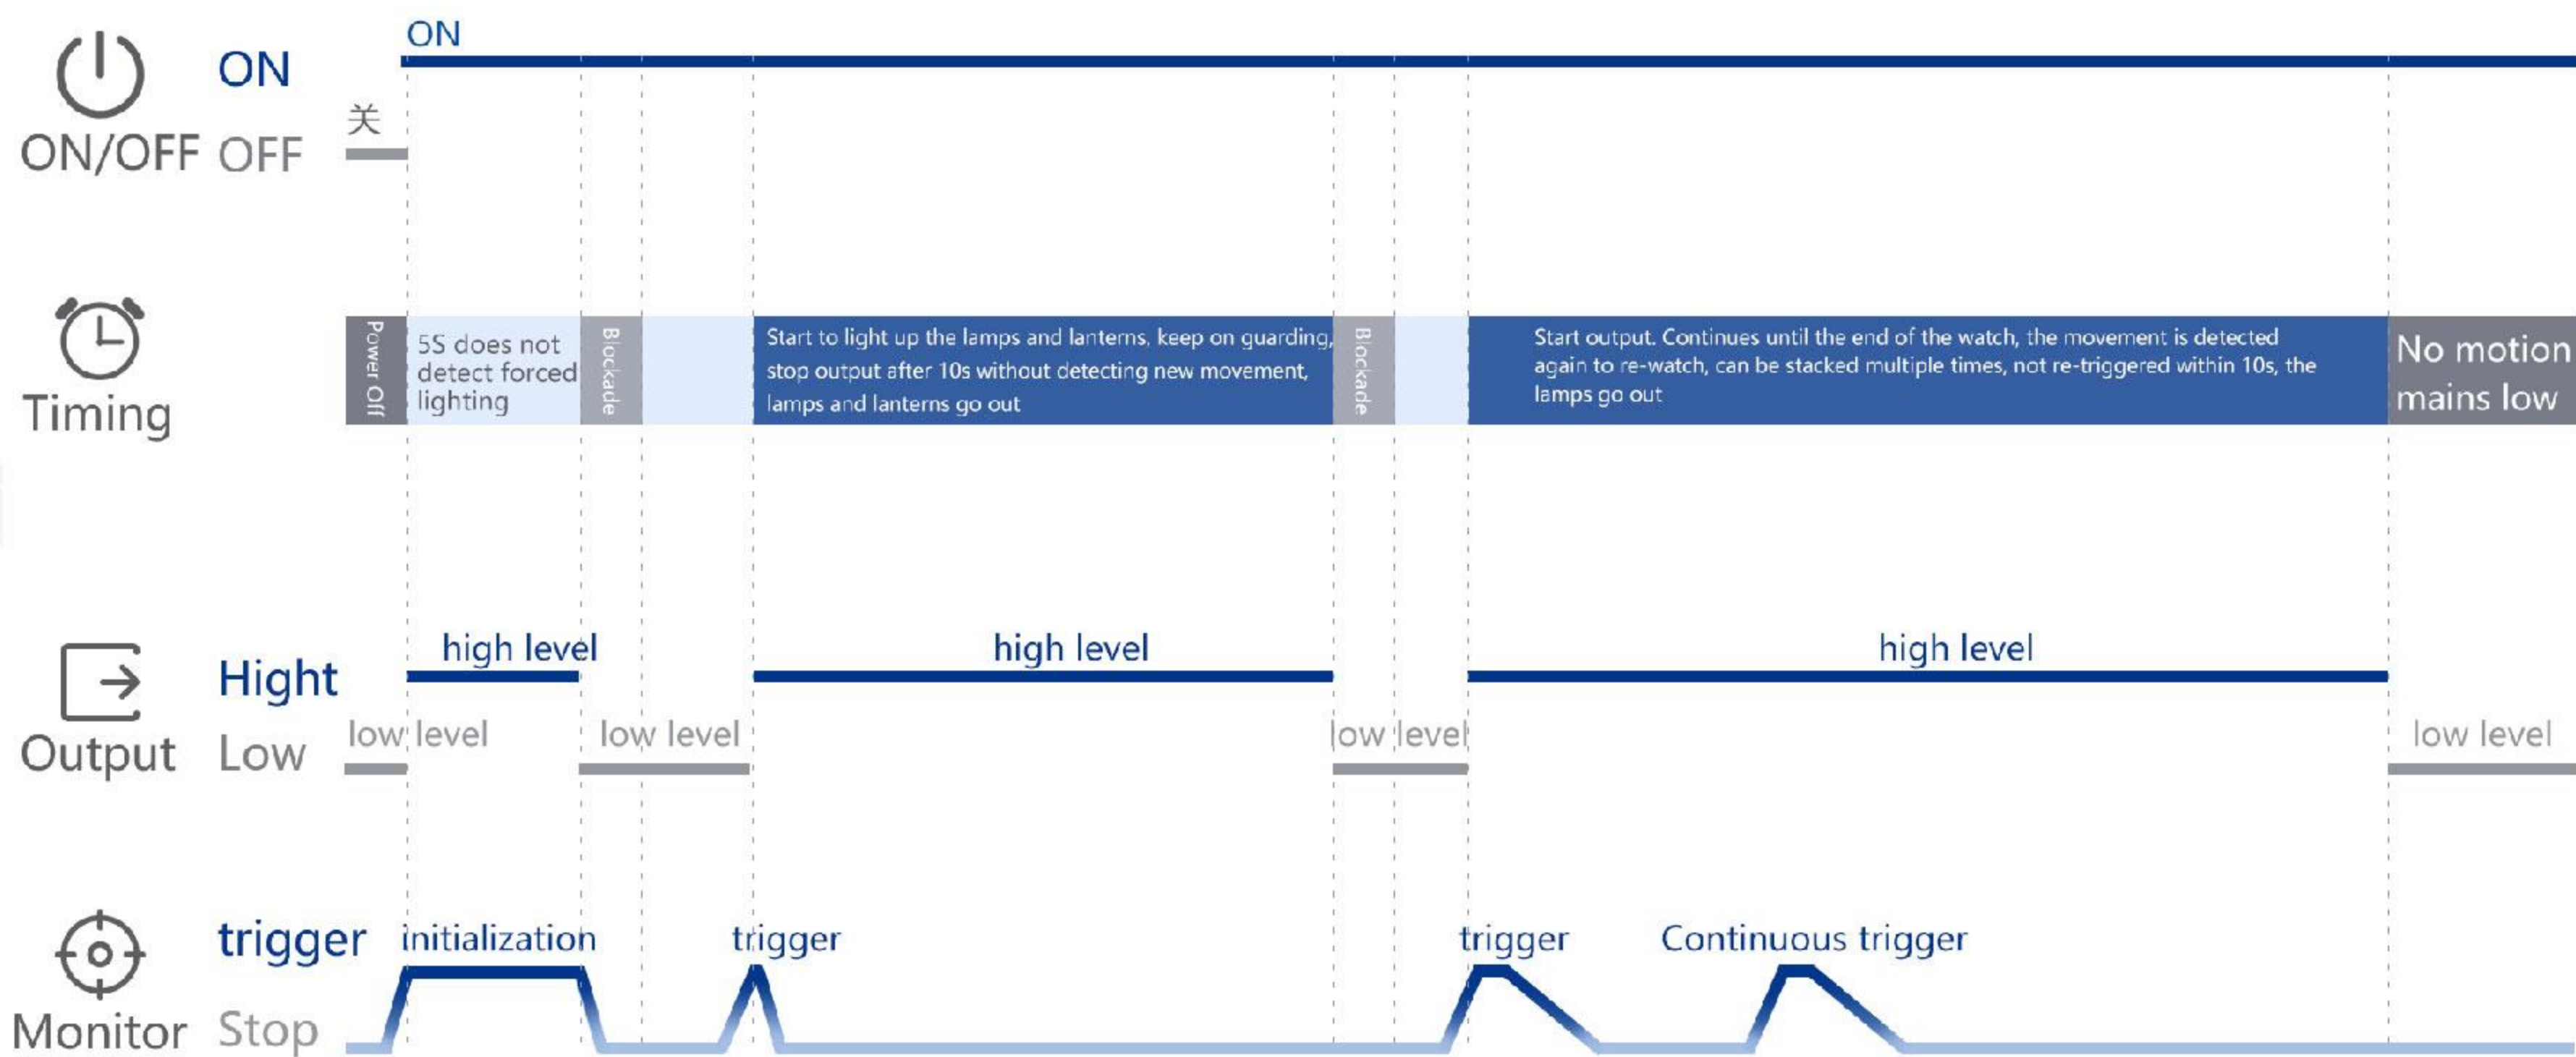 ON
ON
关
ON/OFF OFF
Timing
Power Off
5S does not
detect forced
lighting
Blockade
Start to light up the lamps and lanterns, keep on guarding,
stop output after 10s without detecting new movement,
lamps and lanterns go out
Blockade
Start output. Continues until the end of the watch, the movement is detected
again to re-watch, can be stacked multiple times, not re-triggered within 10s, the
lamps go out
No motion
mains low
high level
high level
high level
Hight
low level
low level
low level
low level
Output Low
trigger
initialization
trigger
trigger
Continuous trigger
Monitor Stop